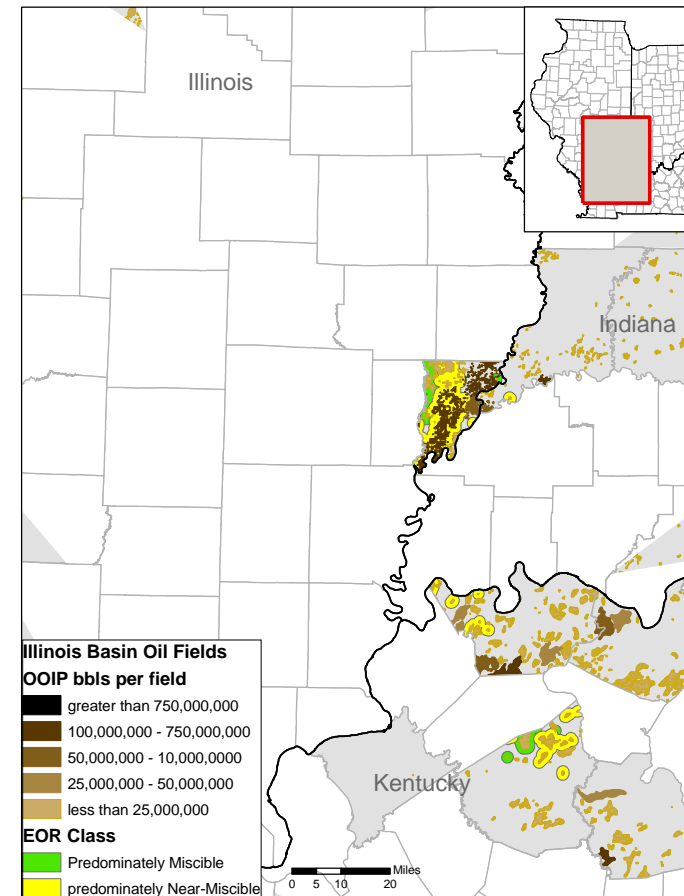 Illinois
Indiana
Kentucky
Illinois Basin Oil Fields
OOIP bbls per field
greater than 750,000,000
100,000,000 - 750,000,000
50,000,000 - 10,000,0000
25,000,000 - 50,000,000
less than 25,000,000
EOR Class
Predominately Miscible
predominately Near-Miscible
Miles
0 5 10 20